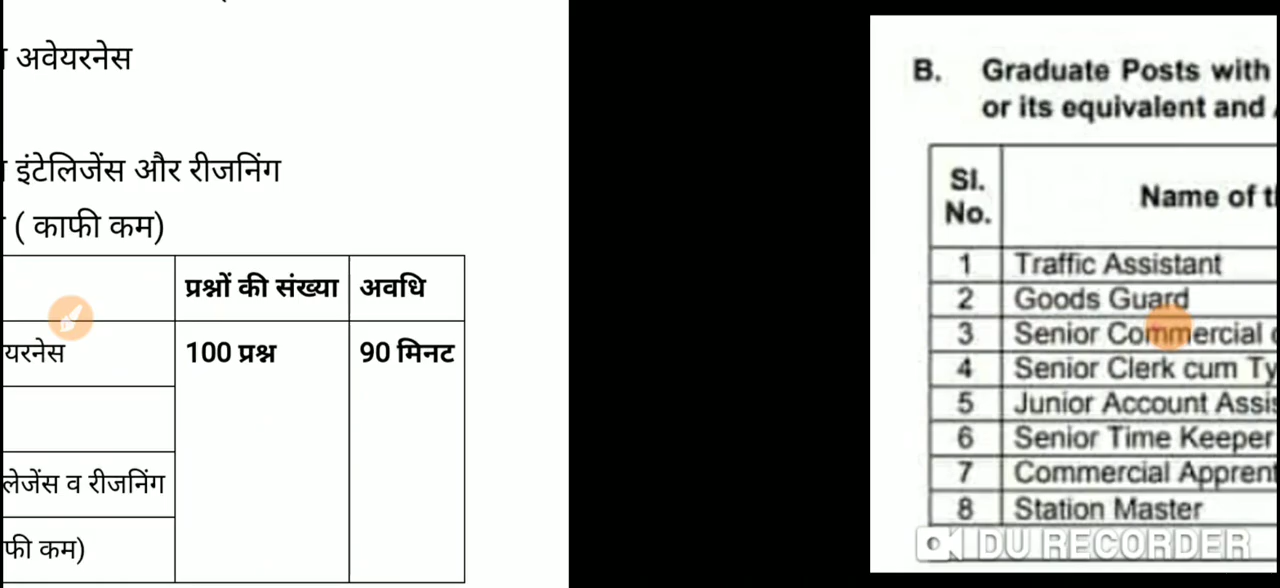 अवेयरनेस
इंटेलिजेंस और रीजनिंग
( काफी कम)
प्रश्नों की संख्या अवधि
यरनेस 100 प्रश्न 90 मिनट
लेजेंस व रीजनिंग
फी कम)
B. Graduate Posts with
or its equivalent and
Sl. No. Name of
1 Traffic Assistant
2 Goods Guard
3 Senior Commercial
4 Senior Clerk cum Ty
5 Junior Account Assis
6 Senior Time Keeper
7 Commercial Apprent
8 Station Master
DU RECORDER